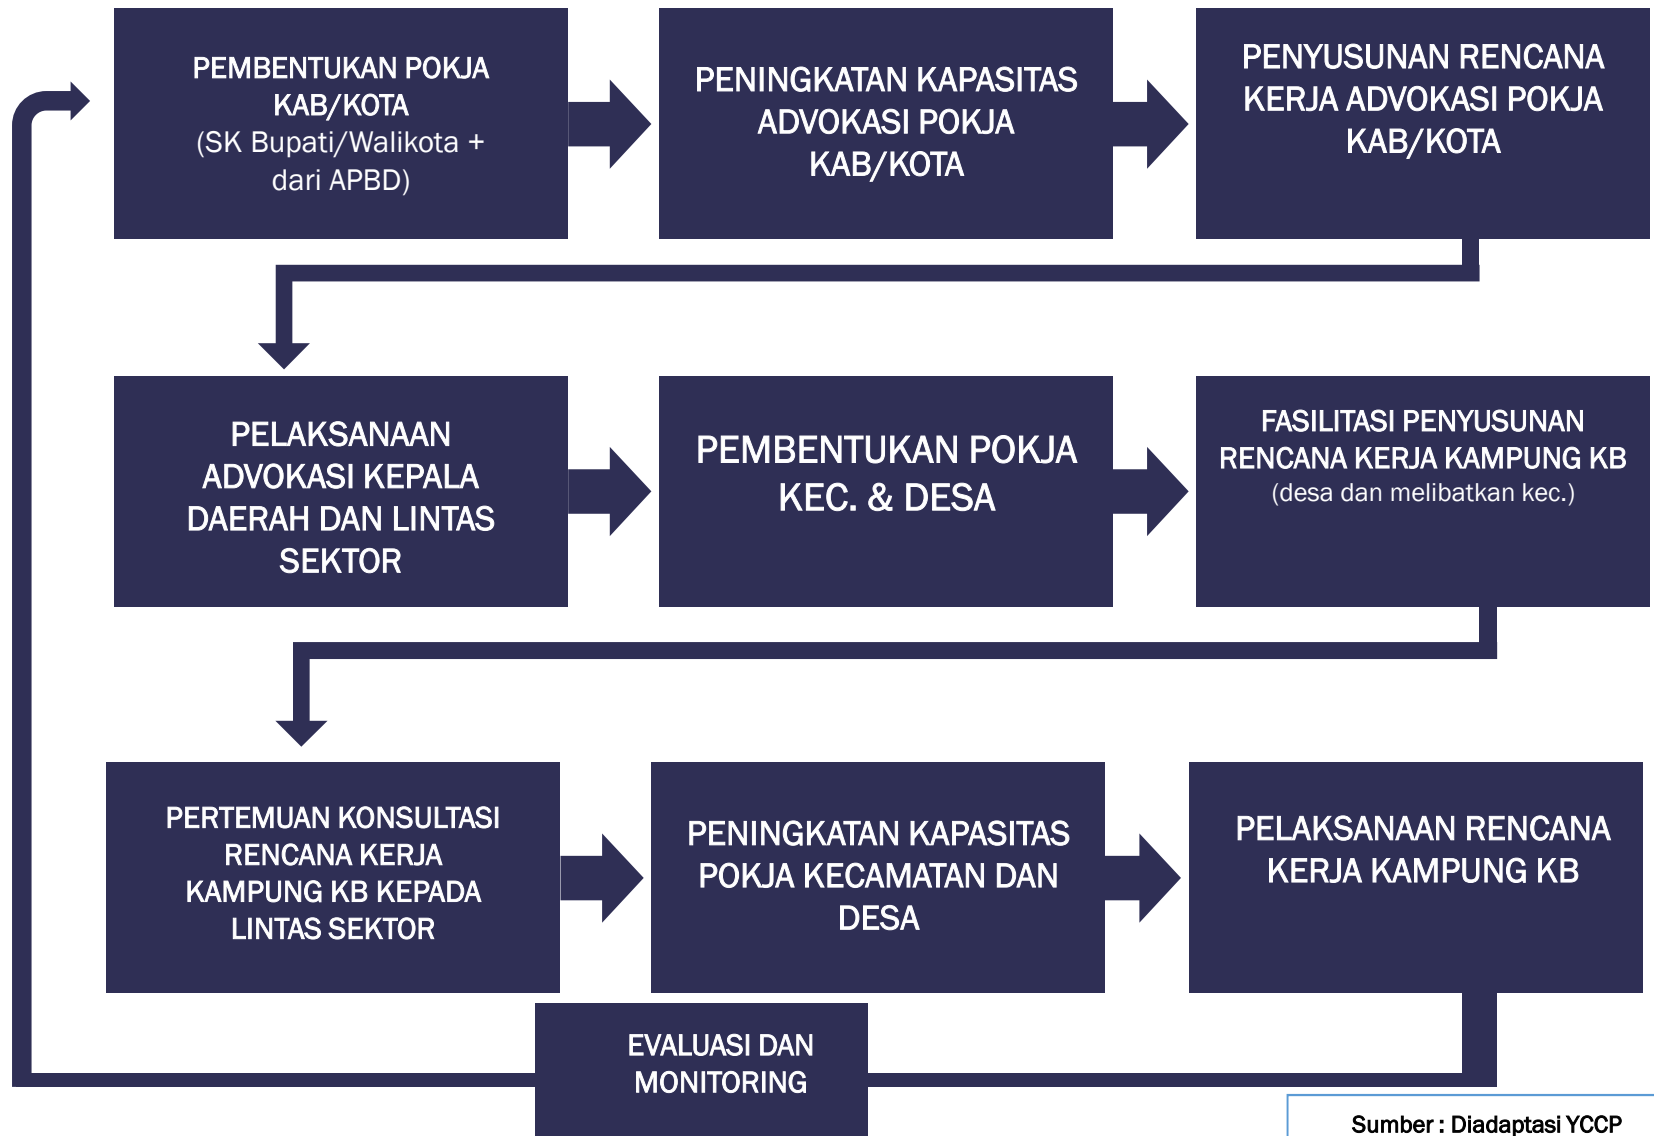 PEMBENTUKAN POKJA
KAB/KOTA
(SK Bupati/Walikota +
dari APBD)
PENINGKATAN KAPASITAS
ADVOKASI POKJA
KAB/KOTA
PENYUSUNAN RENCANA
KERJA ADVOKASI POKJA
KAB/KOTA
PELAKSANAAN
ADVOKASI KEPALA
DAERAH DAN LINTAS
SEKTOR
PEMBENTUKAN POKJA
KEC. & DESA
FASILITASI PENYUSUNAN
RENCANA KERJA KAMPUNG KB
(desa dan melibatkan kec.)
PERTEMUAN KONSULTASI
RENCANA KERJA
KAMPUNG KB KEPADA
LINTAS SEKTOR
PENINGKATAN KAPASITAS
POKJA KECAMATAN DAN
DESA
PELAKSANAAN RENCANA
KERJA KAMPUNG KB
EVALUASI DAN
MONITORING
Sumber : Diadaptasi YCCP